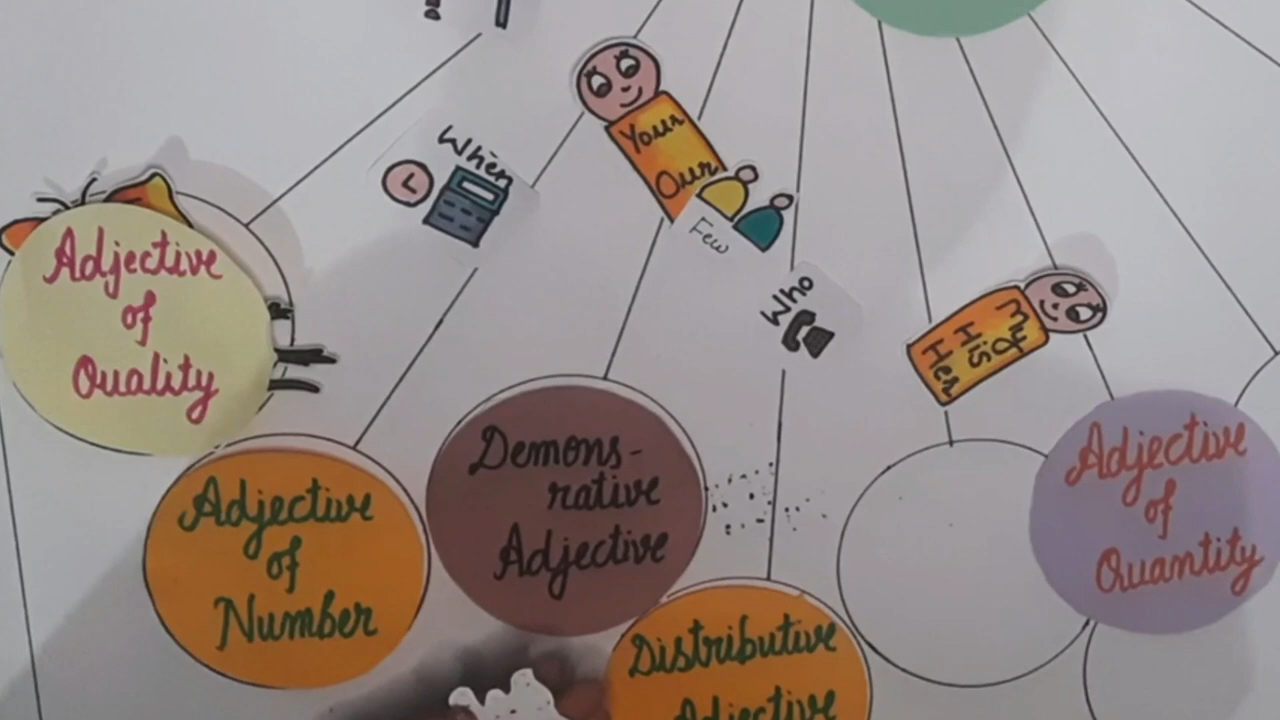 When
Your
Our
Few
Who
My
His
Her
Adjective
of
Quality
Adjective
of
Number
Demons-
rative
Adjective
Distributive
Adjective
Adjective
of
Quantity